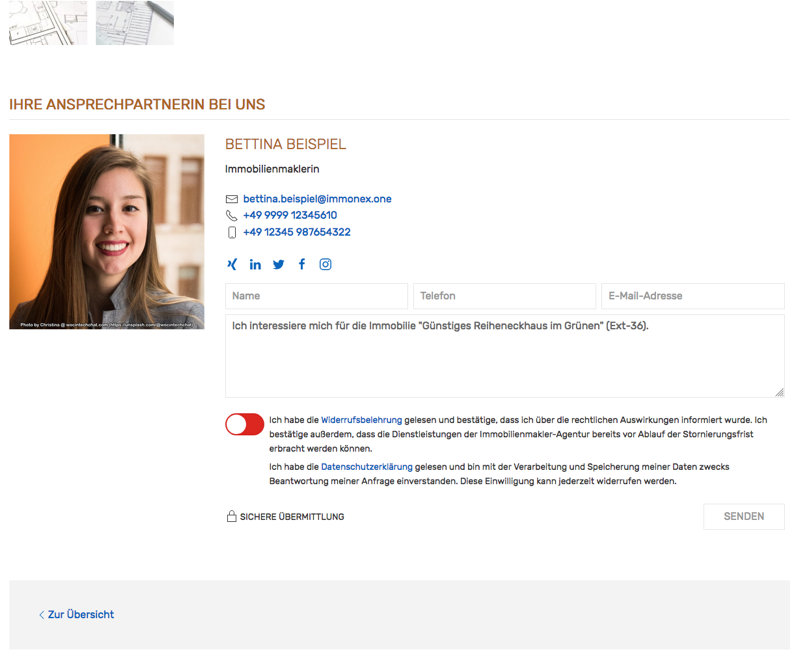 IHRE ANSPRECHPARTNERIN BEI UNS
BETTINA BEISPIEL
Immobilienmaklerin
bettina.beispiel@immonex.one
+49 9999 12345610
+49 12345 987654322
Name
Telefon
E-Mail-Adresse
Ich interessiere mich für die Immobilie "Günstiges Reiheneckhaus im Grünen" (Ext-36).
Photo by Christina @ wocintechchat.com (https://unsplash.com/@wocintechchat)
Ich habe die Widerrufsbelehrung gelesen und bestätige, dass ich über die rechtlichen Auswirkungen informiert wurde. Ich
bestätige außerdem, dass die Dienstleistungen der Immobilienmakler-Agentur bereits vor Ablauf der Stornierungsfrist
erbracht werden können.
Ich habe die Datenschutzerklärung gelesen und bin mit der Verarbeitung und Speicherung meiner Daten zwecks
Beantwortung meiner Anfrage einverstanden. Diese Einwilligung kann jederzeit widerrufen werden.
SICHERE ÜBERMITTLUNG
SENDEN
Zur Übersicht